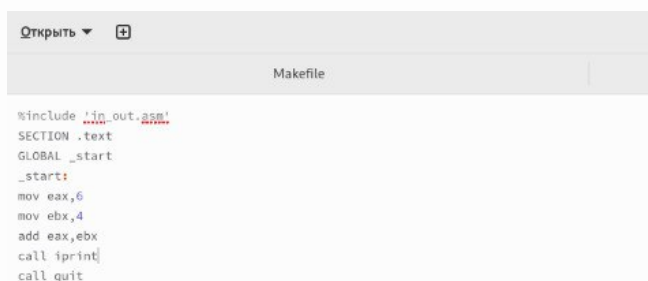 Открыть
Makefile
%include 'in_out.asm'
SECTION .text
GLOBAL _start
_start:
mov eax,6
mov ebx,4
add eax,ebx
call iprint
call quit